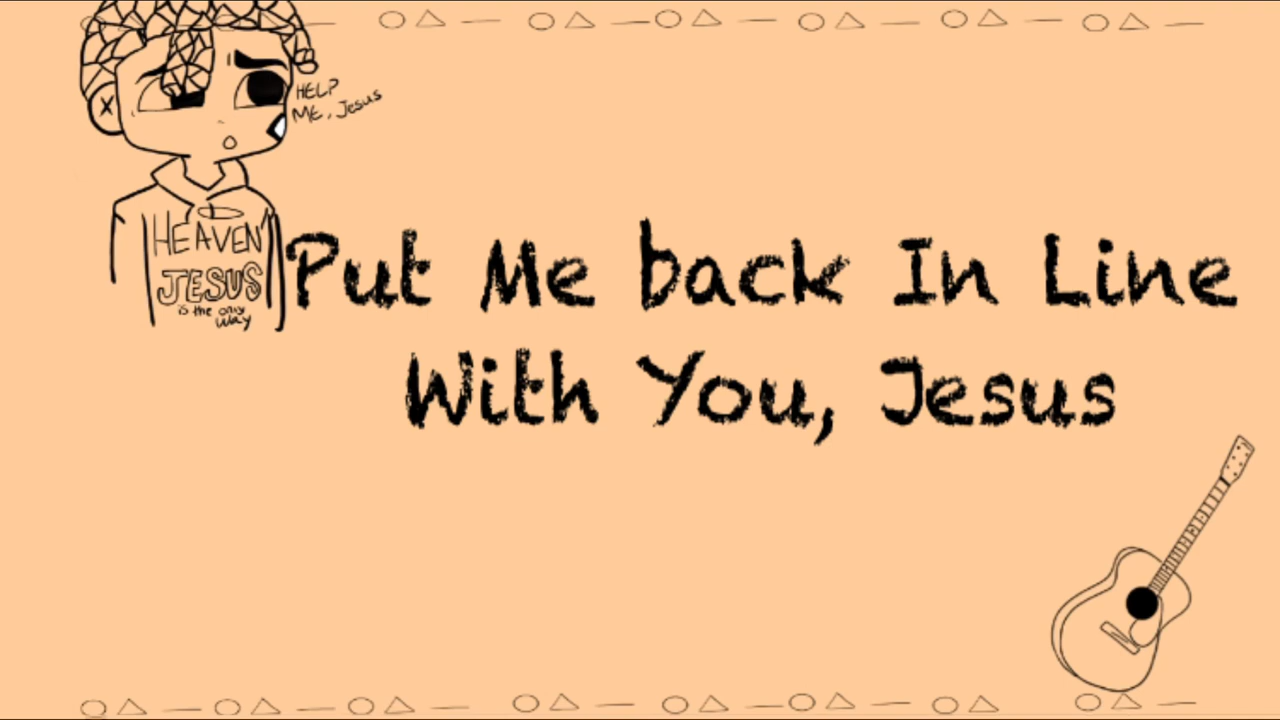 HELP
ME, Jesus
HEAVEN
JESUS
is the only
way
Put Me back In Line
With You, Jesus